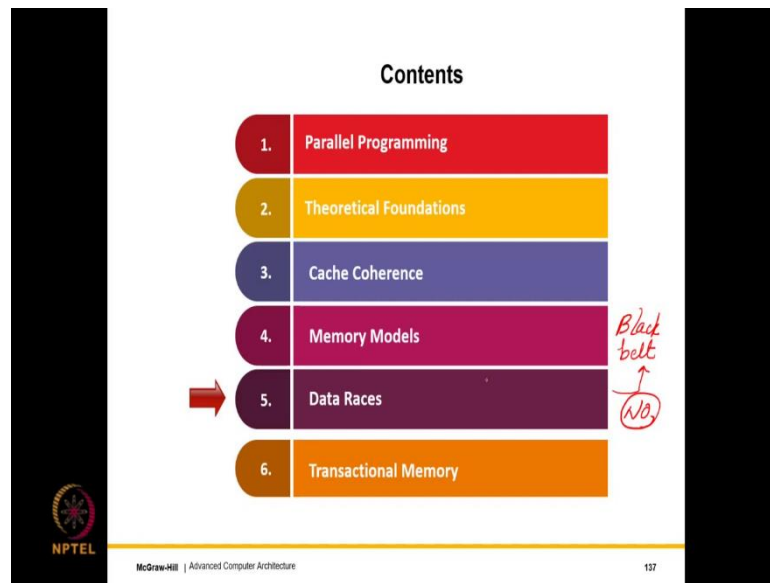 Contents
1. Parallel Programming
2. Theoretical Foundations
3. Cache Coherence
4. Memory Models
Black
belt
5. Data Races
NO,
6. Transactional Memory
NPTEL
McGraw-Hill | Advanced Computer Architecture 137